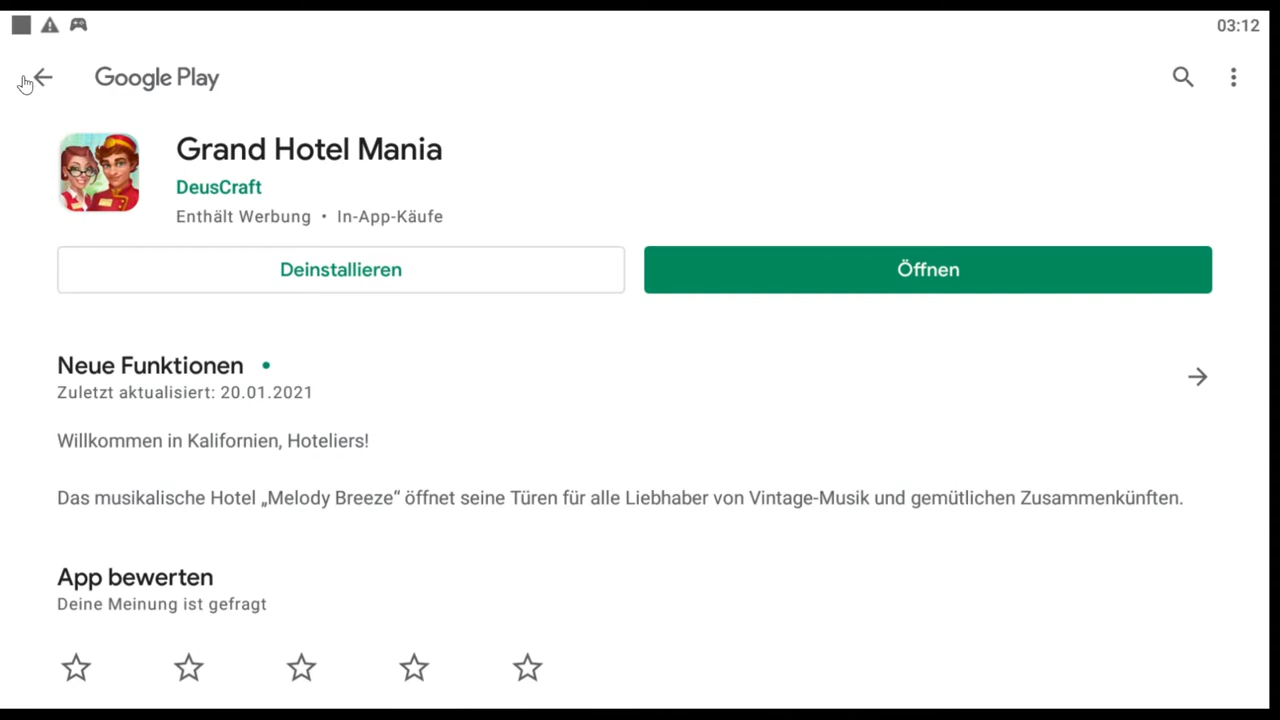 03:12
Google Play
Grand Hotel Mania
DeusCraft
Enthält Werbung • In-App-Käufe
Deinstallieren
Öffnen
Neue Funktionen •
Zuletzt aktualisiert: 20.01.2021
Willkommen in Kalifornien, Hoteliers!
Das musikalische Hotel „Melody Breeze“ öffnet seine Türen für alle Liebhaber von Vintage-Musik und gemütlichen Zusammenkünften.
App bewerten
Deine Meinung ist gefragt